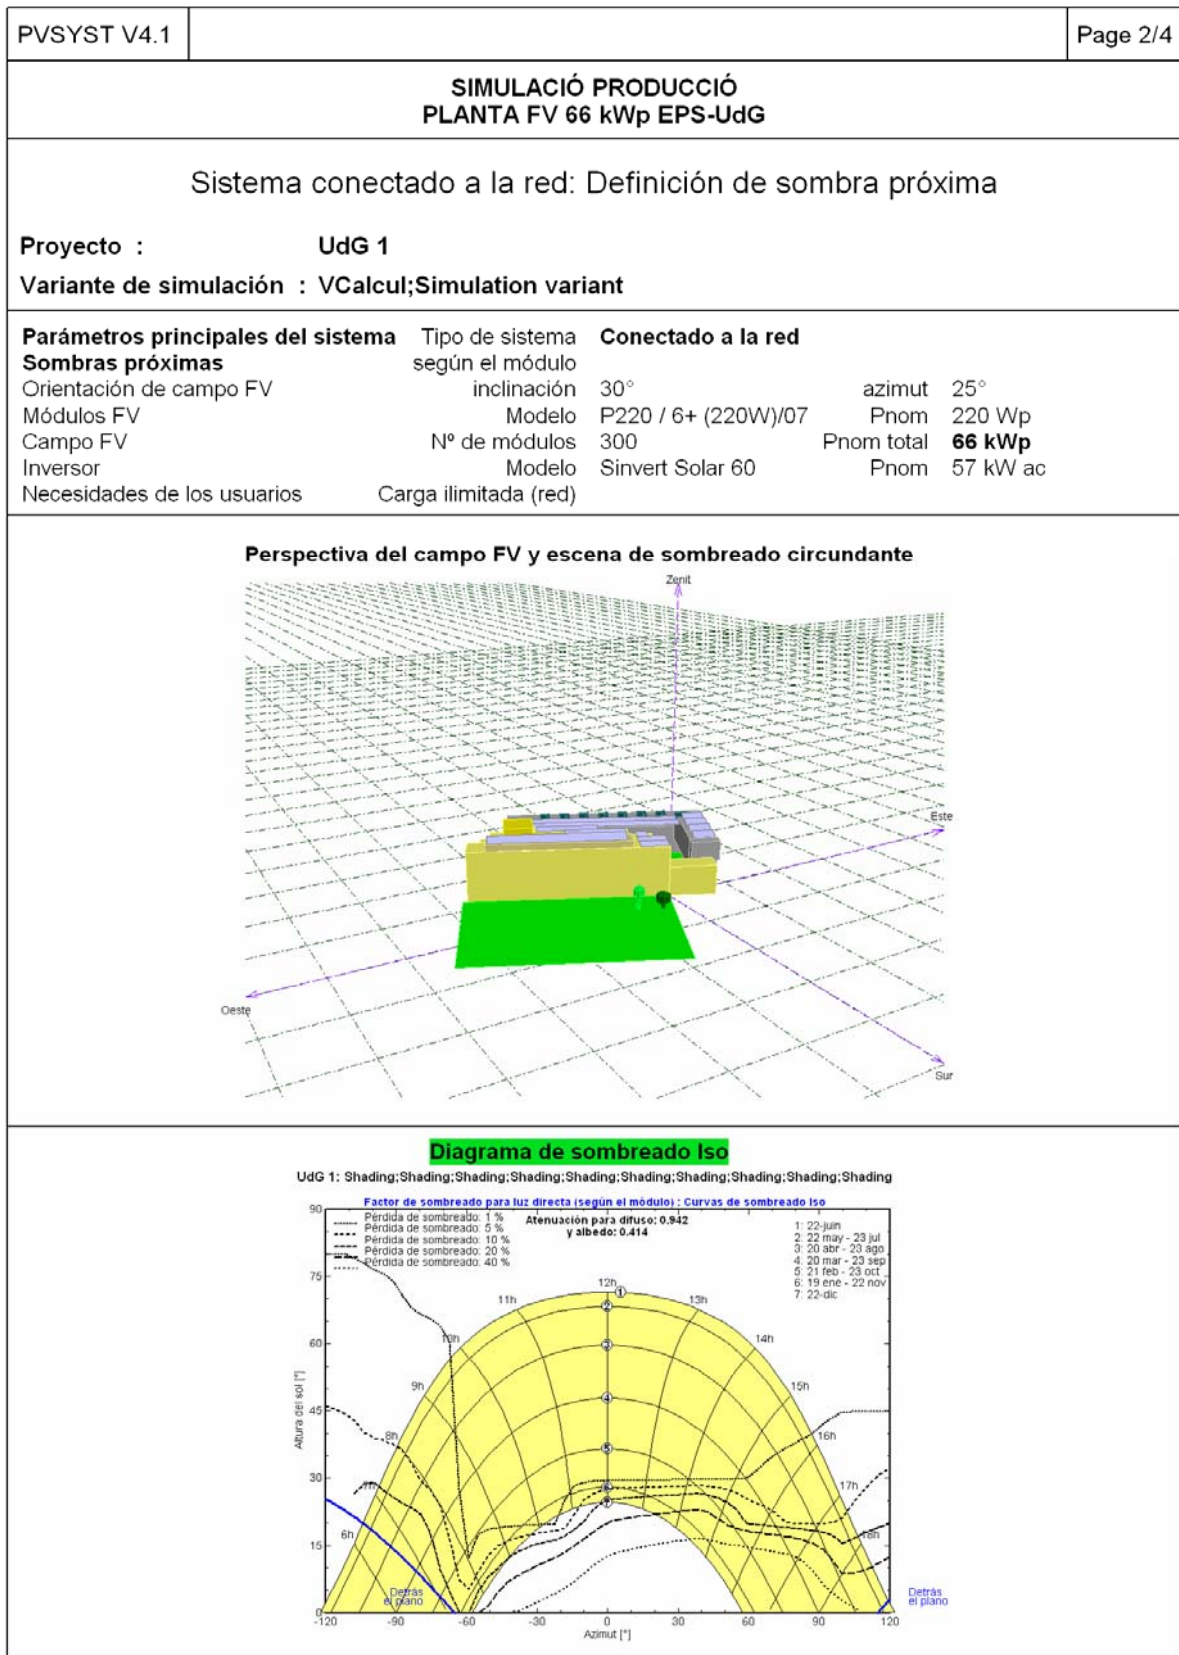 PVSYST V4.1
Page 2/4
SIMULACIÓ PRODUCCIÓ
PLANTA FV 66 kWp EPS-UdG
Sistema conectado a la red: Definición de sombra próxima
Proyecto : UdG 1
Variante de simulación : VCalcul;Simulation variant
Parámetros principales del sistema Tipo de sistema Conectado a la red
Sombras próximas según el módulo
Orientación de campo FV inclinación 30° azimut 25°
Módulos FV Modelo P220 / 6+ (220W)/07 Pnom 220 Wp
Campo FV Nº de módulos 300 Pnom total 66 kWp
Inversor Modelo Sinvert Solar 60 Pnom 57 kW ac
Necesidades de los usuarios Carga ilimitada (red)
Perspectiva del campo FV y escena de sombreado circundante
Zenit
Este
Oeste
Sur
Diagrama de sombreado Iso
UdG 1: Shading;Shading;Shading;Shading;Shading;Shading;Shading;Shading;Shading;Shading
Factor de sombreado para luz directa (según el módulo) : Curvas de sombreado Iso
Pérdida de sombreado: 1 %
Pérdida de sombreado: 5 %
Pérdida de sombreado: 10 %
Pérdida de sombreado: 20 %
Pérdida de sombreado: 40 %
Atenuación para difuso: 0.942
y albedo: 0.414
1: 22-juin
2: 22 may - 23 jul
3: 20 abr - 23 ago
4: 20 mar - 23 sep
5: 21 feb - 23 oct
6: 19 ene - 22 nov
7: 22-dic
90
75
60
45
30
15
0
Altura del sol [°]
6h
7h
8h
9h
10h
11h
12h
13h
14h
15h
16h
17h
18h
1
2
3
4
5
6
7
Detrás
el plano
Detrás
el plano
-120 -90 -60 -30 0 30 60 90 120
Azimut [°]